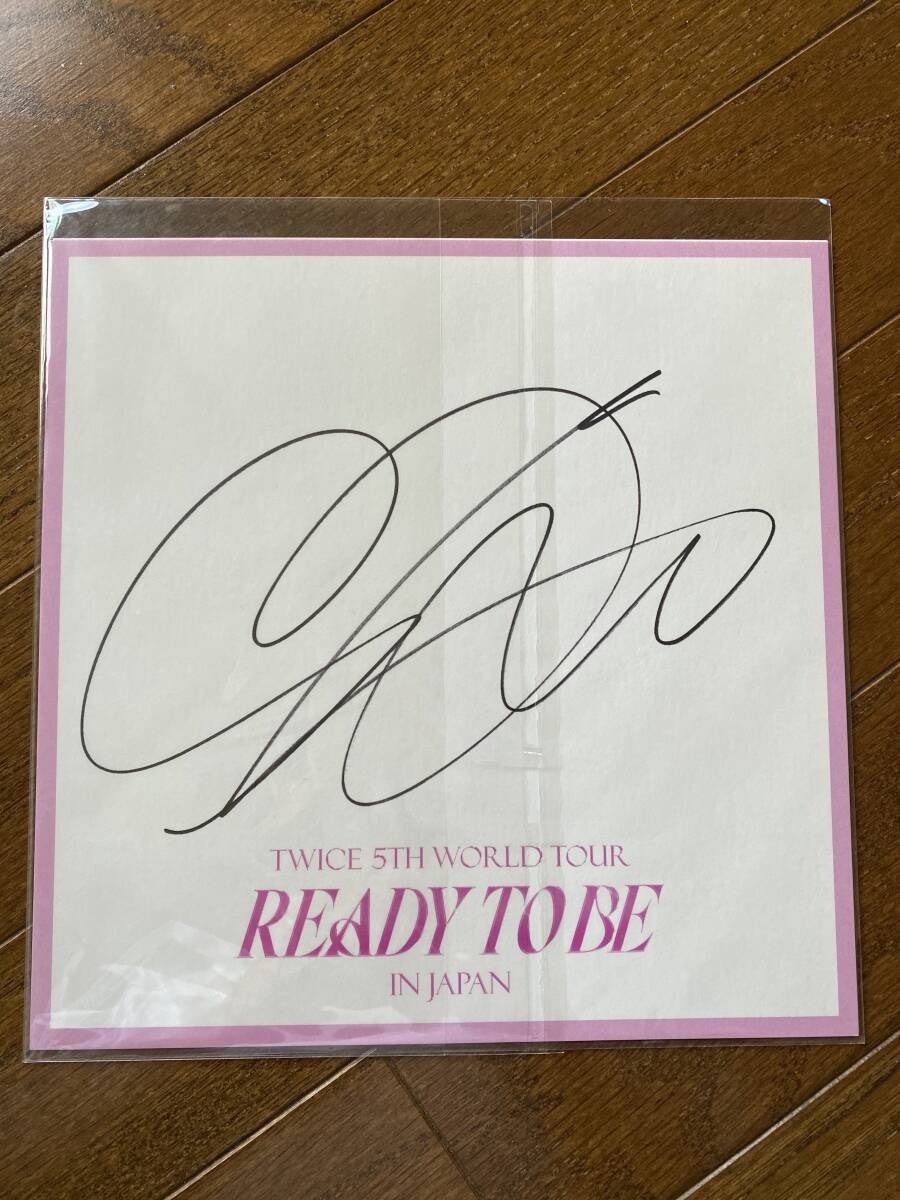 TWICE 5TH WORLD TOUR
READY TO BE
IN JAPAN